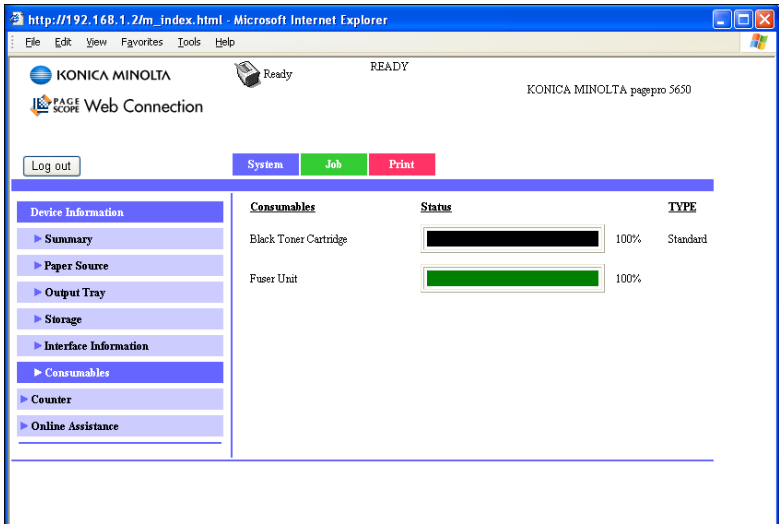 http://192.168.1.2/m_index.html - Microsoft Internet Explorer
File Edit View Favorites Tools Help
KONICA MINOLTA
Ready
READY
KONICA MINOLTA pagepro 5650
PAGE SCOPE Web Connection
Log out
System Job Print
Device Information
Summary
Paper Source
Output Tray
Storage
Interface Information
Consumables
Counter
Online Assistance
Consumables Status TYPE
Black Toner Cartridge 100% Standard
Fuser Unit 100%